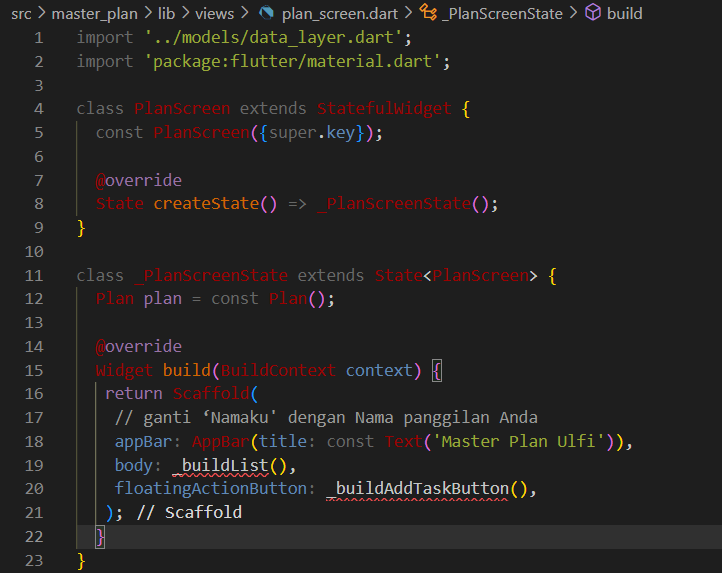 src > master_plan > lib > views > plan_screen.dart > _PlanScreenState > build
1 import '../models/data_layer.dart';
2 import 'package:flutter/material.dart';
3
4 class PlanScreen extends StatefulWidget {
5   const PlanScreen({super.key});
6
7   @override
8   State createState() => _PlanScreenState();
9 }
10
11 class _PlanScreenState extends State<PlanScreen> {
12   Plan plan = const Plan();
13
14   @override
15   Widget build(BuildContext context) {
16    return Scaffold(
17     // ganti ‘Namaku' dengan Nama panggilan Anda
18     appBar: AppBar(title: const Text('Master Plan Ulfi')),
19     body: _buildList(),
20     floatingActionButton: _buildAddTaskButton(),
21    ); // Scaffold
22   }
23 }